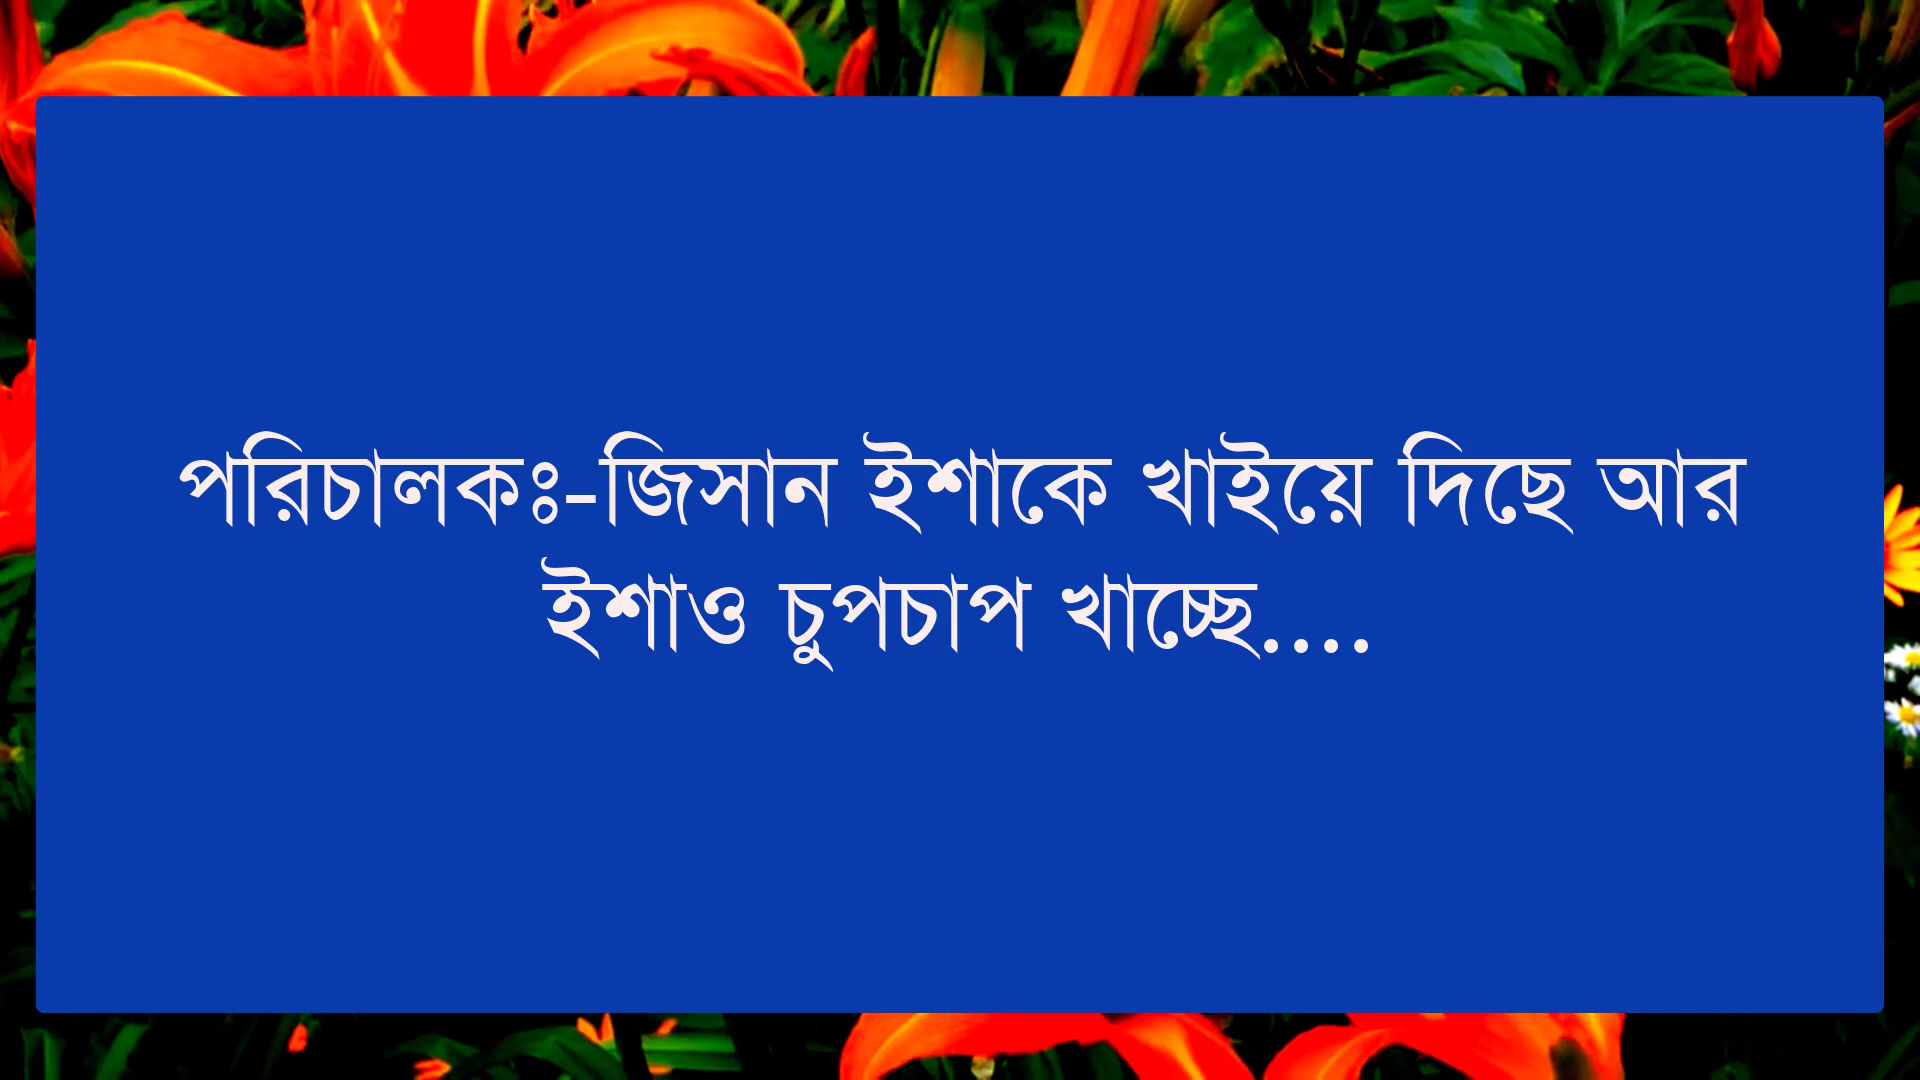 পরিচালকঃ-জিসান ইশাকে খাইয়ে দিছে আর
ইশাও চুপচাপ খাচ্ছে....